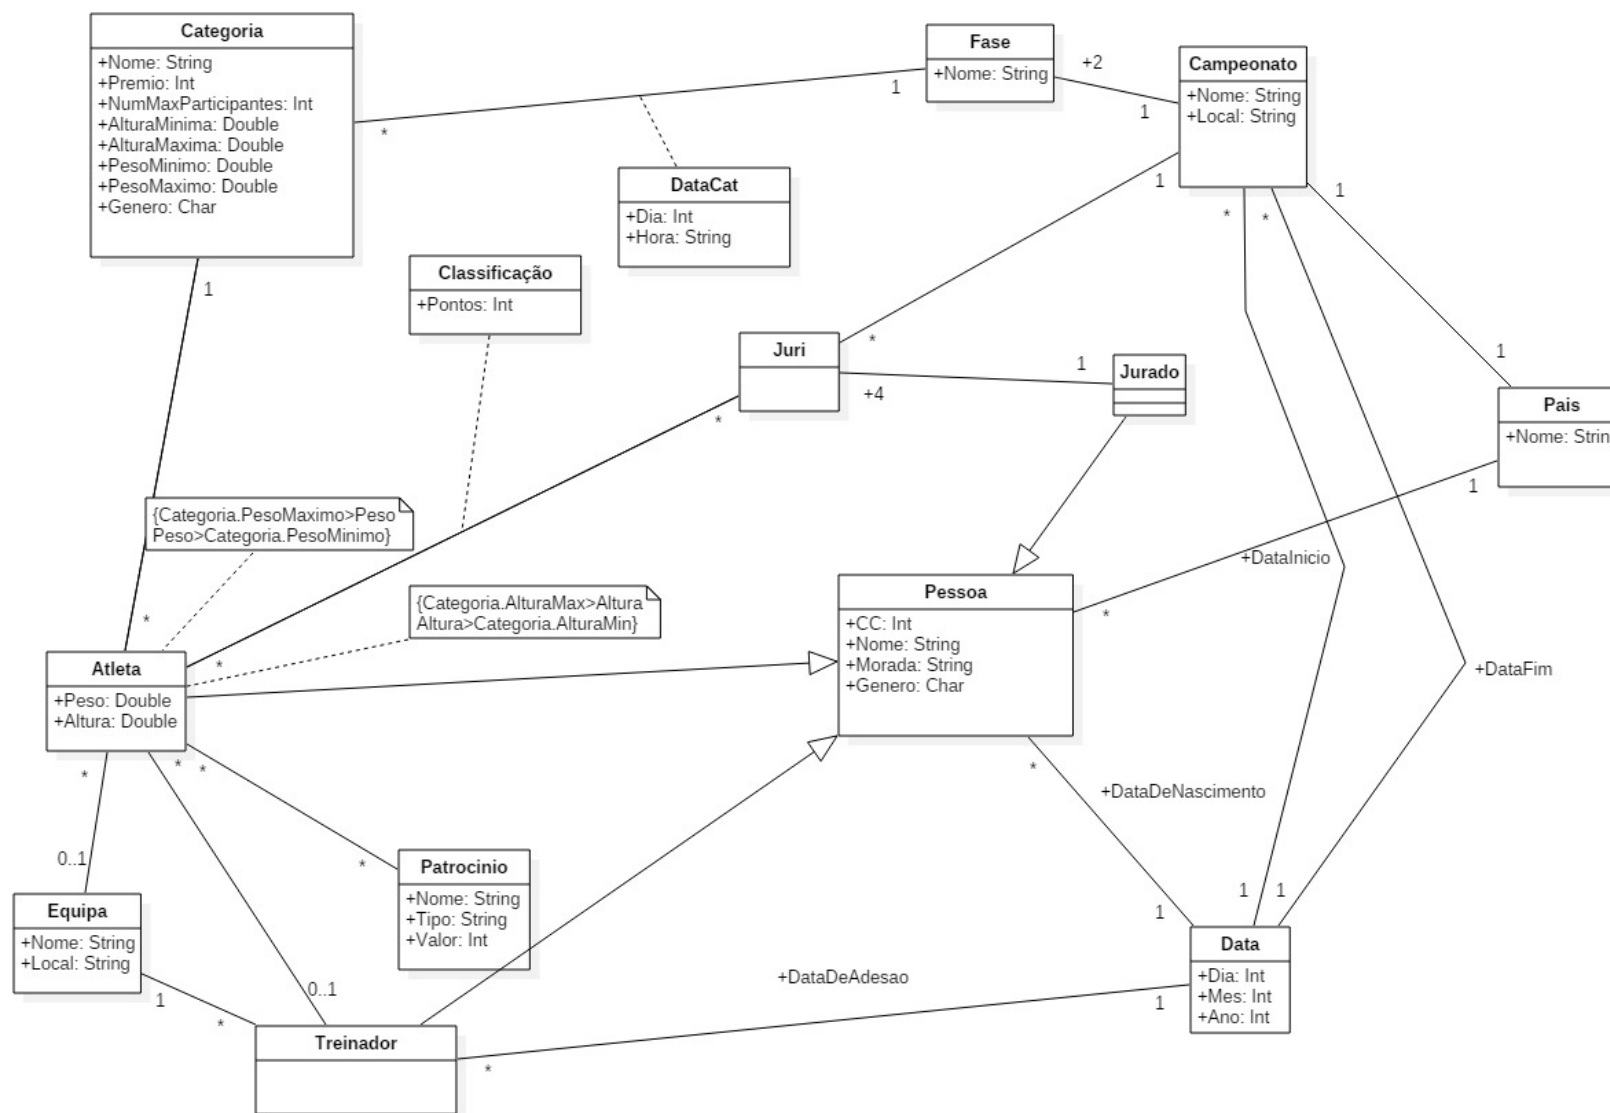 Categoria
+Nome: String
+Premio: Int
+NumMaxParticipantes: Int
+AlturaMinima: Double
+AlturaMaxima: Double
+PesoMinimo: Double
+PesoMaximo: Double
+Genero: Char
*
1
1
Fase
+Nome: String
+2
1
Campeonato
+Nome: String
+Local: String
1
*
*
1
DataCat
+Dia: Int
+Hora: String
Classificação
+Pontos: Int
Juri
*
+4
*
1
Jurado
1
Pais
+Nome: Strin
1
{Categoria.PesoMaximo>Peso
Peso>Categoria.PesoMinimo}
{Categoria.AlturaMax>Altura
Altura>Categoria.AlturaMin}
+DataInicio
+DataFim
Pessoa
+CC: Int
+Nome: String
+Morada: String
+Genero: Char
*
*
+DataDeNascimento
*
*
Atleta
+Peso: Double
+Altura: Double
*
*
*
0..1
*
Patrocinio
+Nome: String
+Tipo: String
+Valor: Int
Equipa
+Nome: String
+Local: String
1
*
0..1
Treinador
*
+DataDeAdesao
1
1
1
1
Data
+Dia: Int
+Mes: Int
+Ano: Int